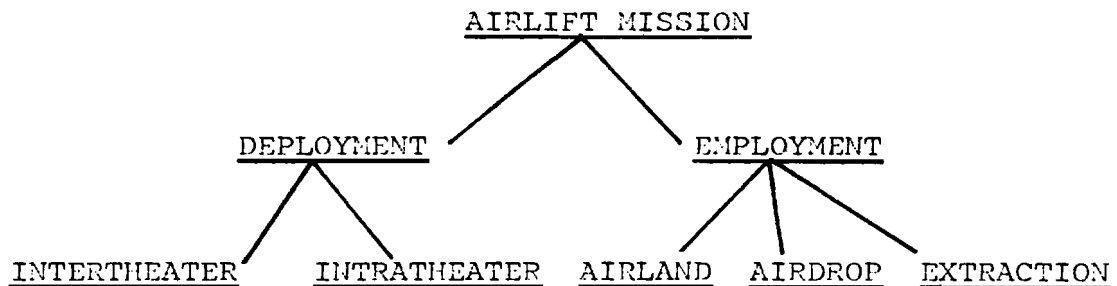 AIRLIFT MISSION
DEPLOYMENT EMPLOYMENT
INTERTHEATER INTRATHEATER AIRLAND AIRDROP EXTRACTION